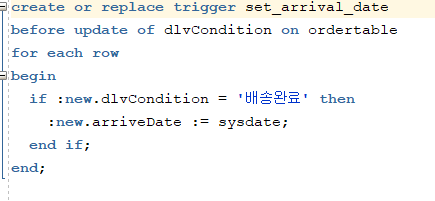 create or replace trigger set_arrival_date
before update of dlvCondition on ordertable
for each row
begin
if :new.dlvCondition = '배송완료' then
:new.arriveDate := sysdate;
end if;
end;